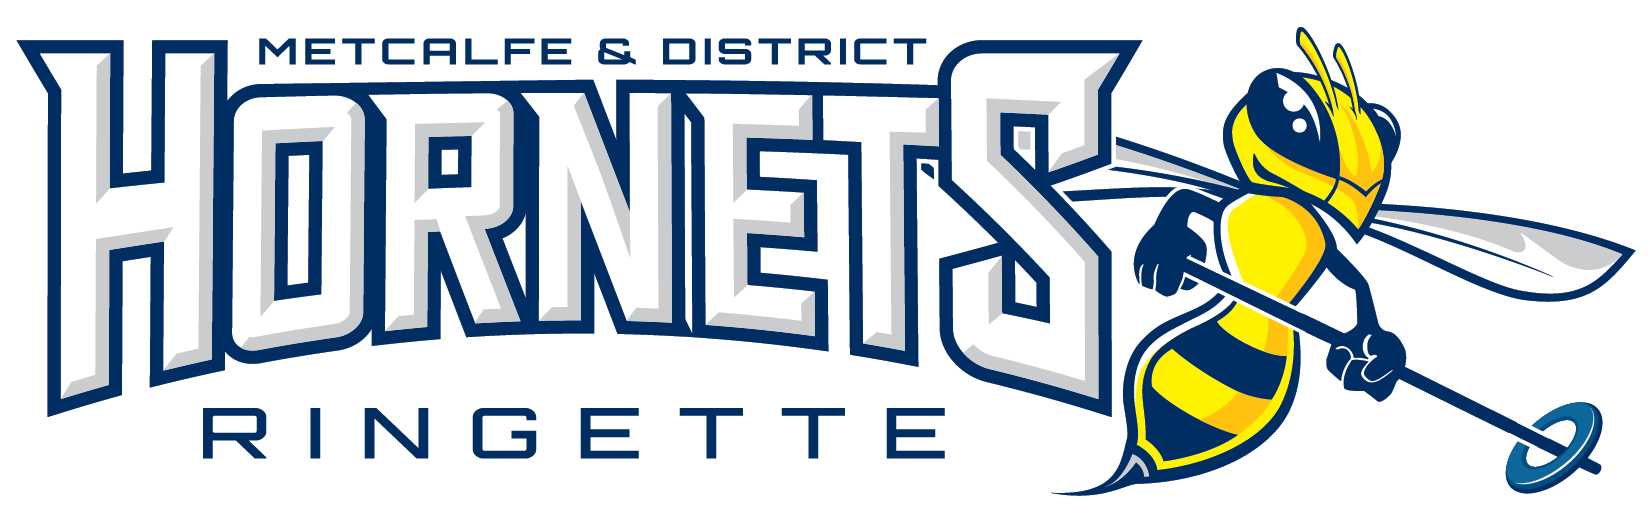 METCALFE & DISTRICT
HORNETS
RINGETTE